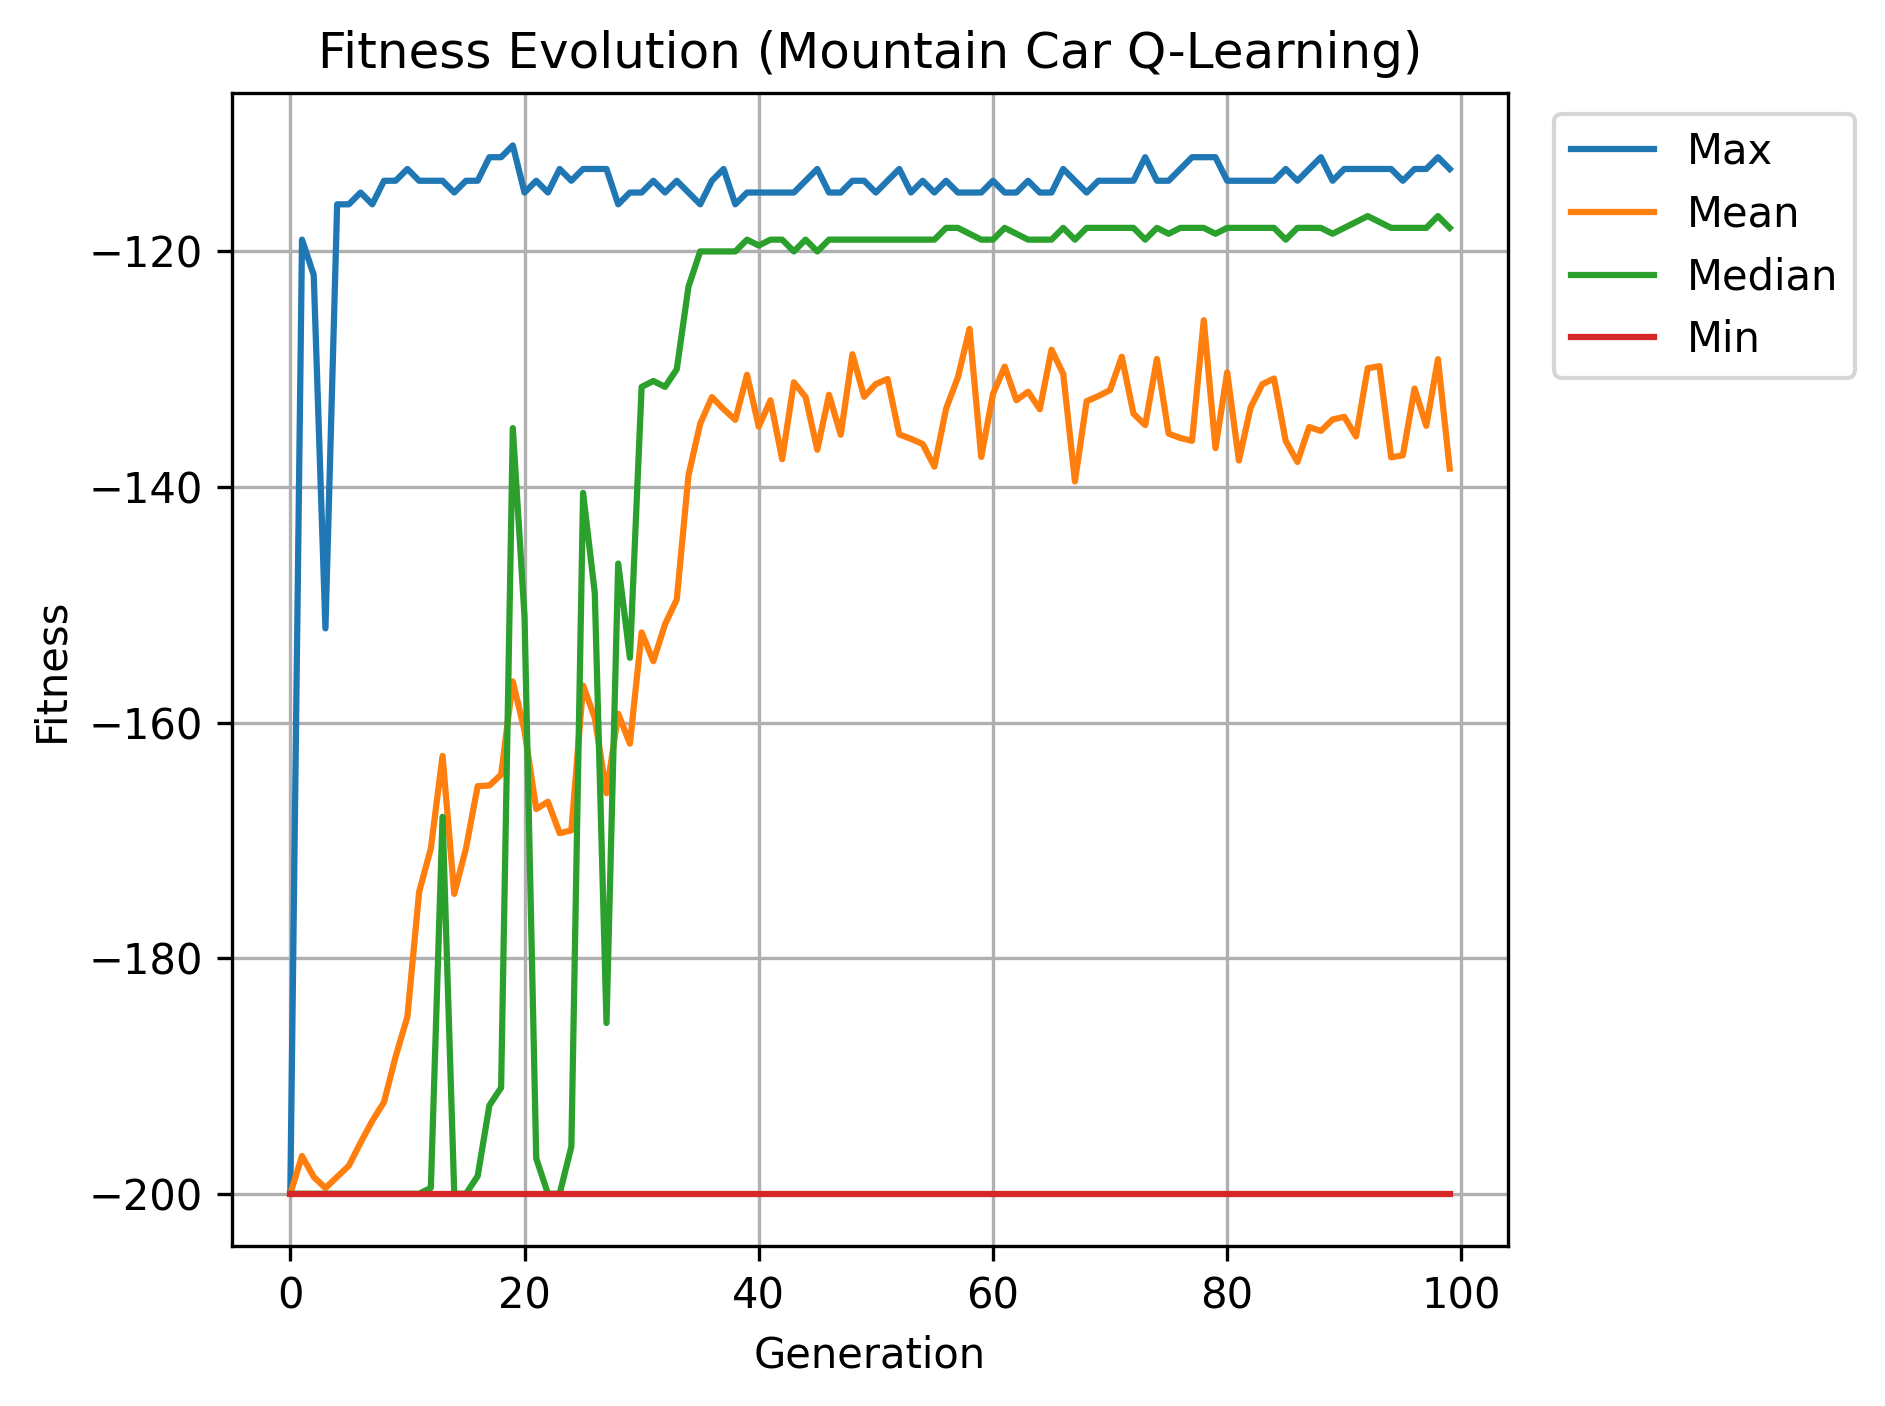 Fitness Evolution (Mountain Car Q-Learning)
Max
Mean
Median
Min
Fitness
−120
−140
−160
−180
−200
0 20 40 60 80 100
Generation